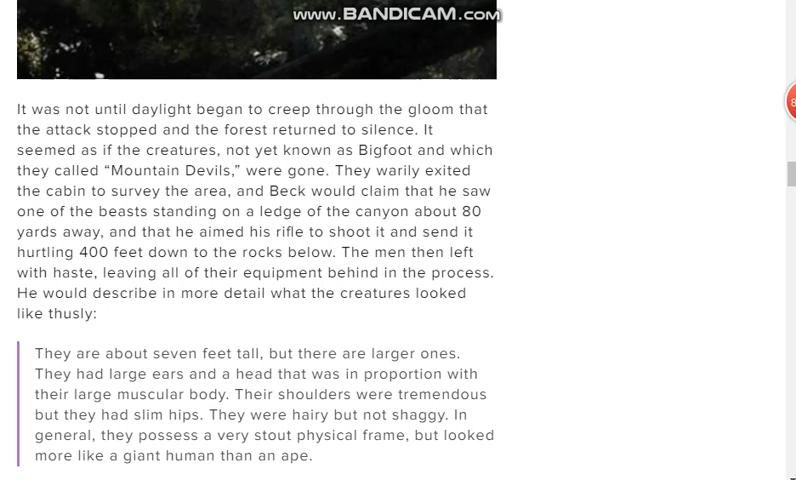 www.BANDICAM.com
It was not until daylight began to creep through the gloom that
the attack stopped and the forest returned to silence. It
seemed as if the creatures, not yet known as Bigfoot and which
they called “Mountain Devils,” were gone. They warily exited
the cabin to survey the area, and Beck would claim that he saw
one of the beasts standing on a ledge of the canyon about 80
yards away, and that he aimed his rifle to shoot it and send it
hurtling 400 feet down to the rocks below. The men then left
with haste, leaving all of their equipment behind in the process.
He would describe in more detail what the creatures looked
like thusly:
They are about seven feet tall, but there are larger ones.
They had large ears and a head that was in proportion with
their large muscular body. Their shoulders were tremendous
but they had slim hips. They were hairy but not shaggy. In
general, they possess a very stout physical frame, but looked
more like a giant human than an ape.